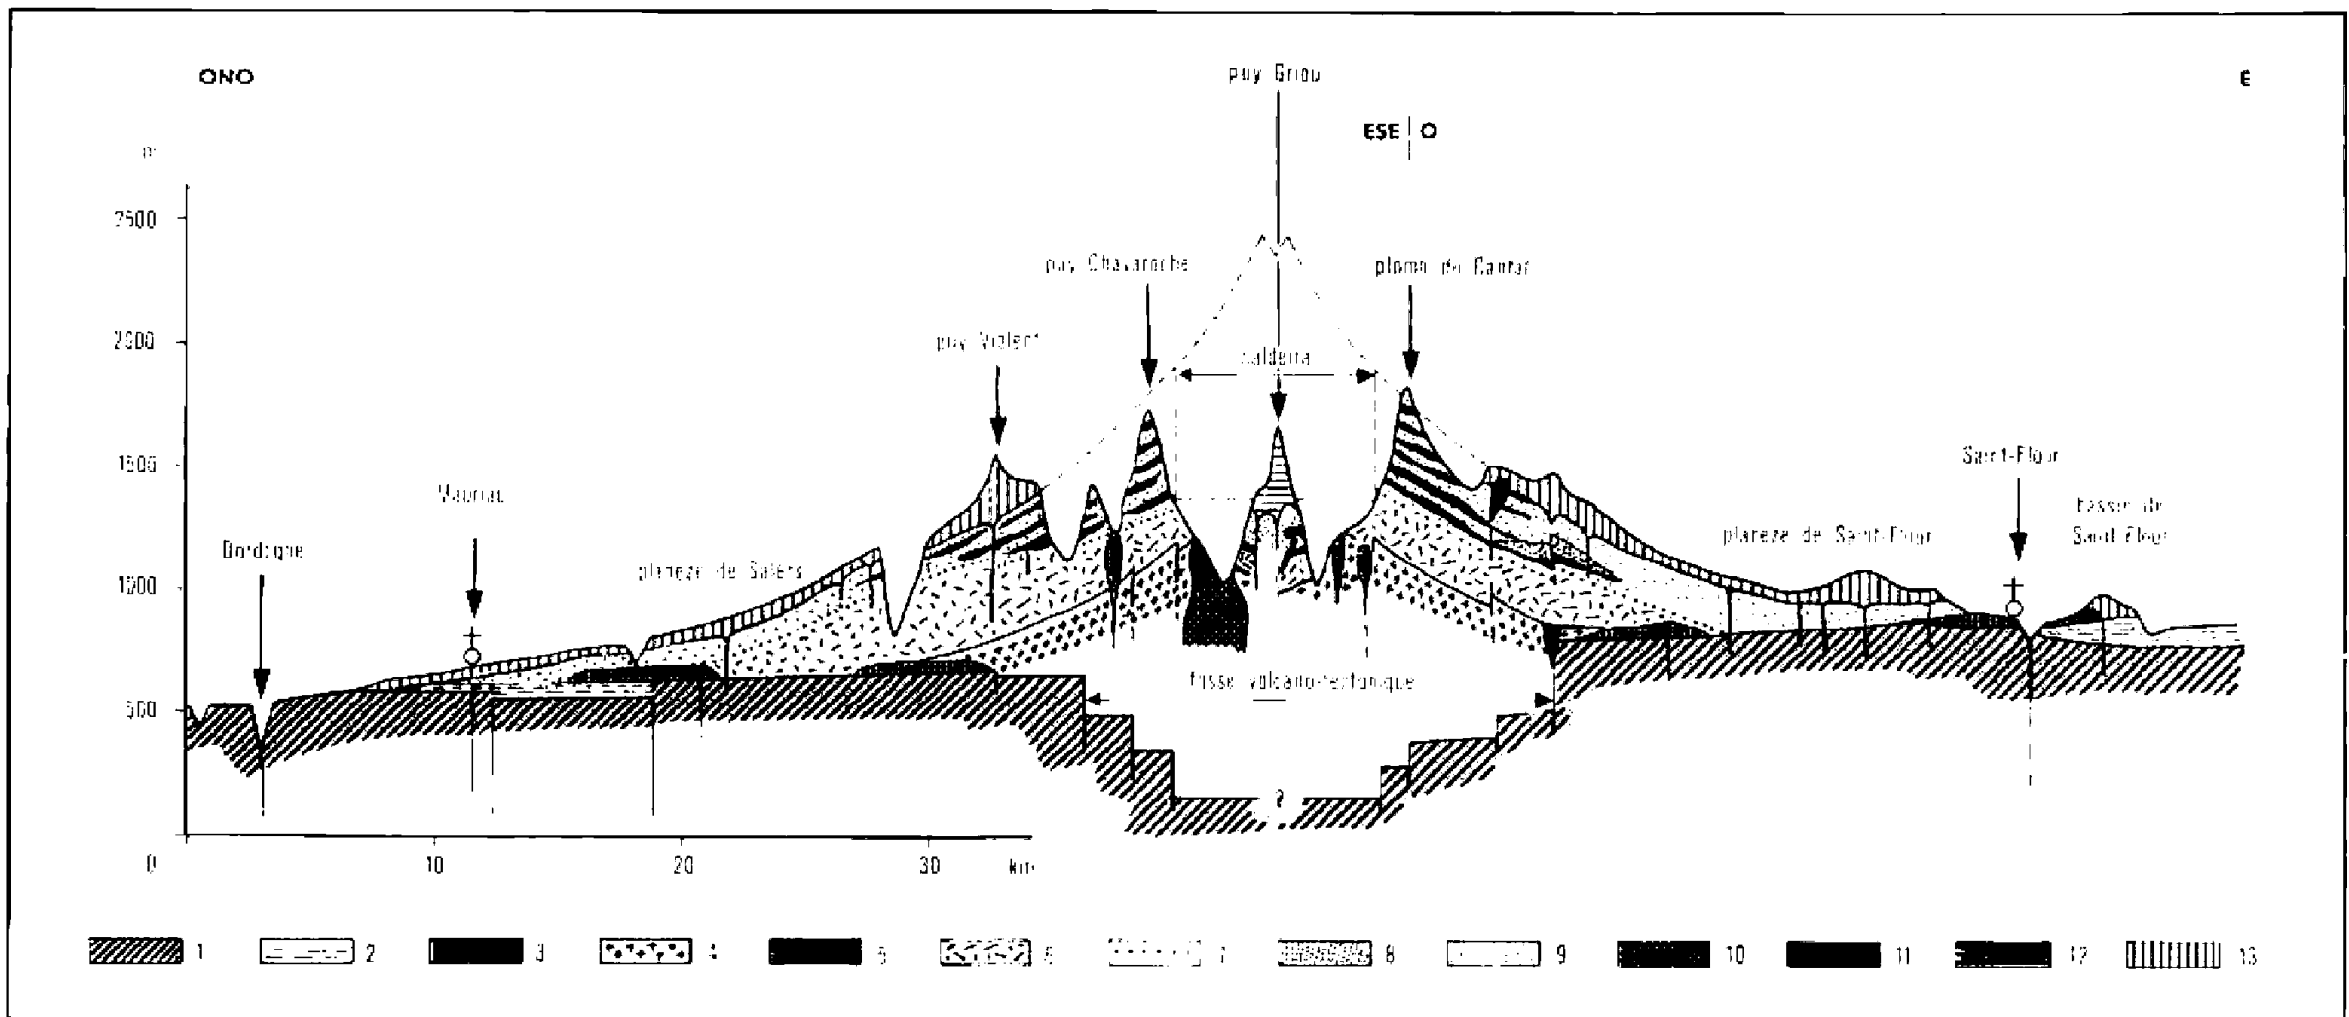 ONO
puy Griou
E
ESE | O
m
2500
puy Chavaroche
plomb du Cantal
2000
puy Violent
caldeira
1500
Mauriac
Saint-Flour
Dordogne
planèze de Salers
planèze de Saint-Flour
bassin de
Saint-Flour
1000
500
fosse volcano-tectonique
?
0
10
20
30
km
1
2
3
4
5
6
7
8
9
10
11
12
13